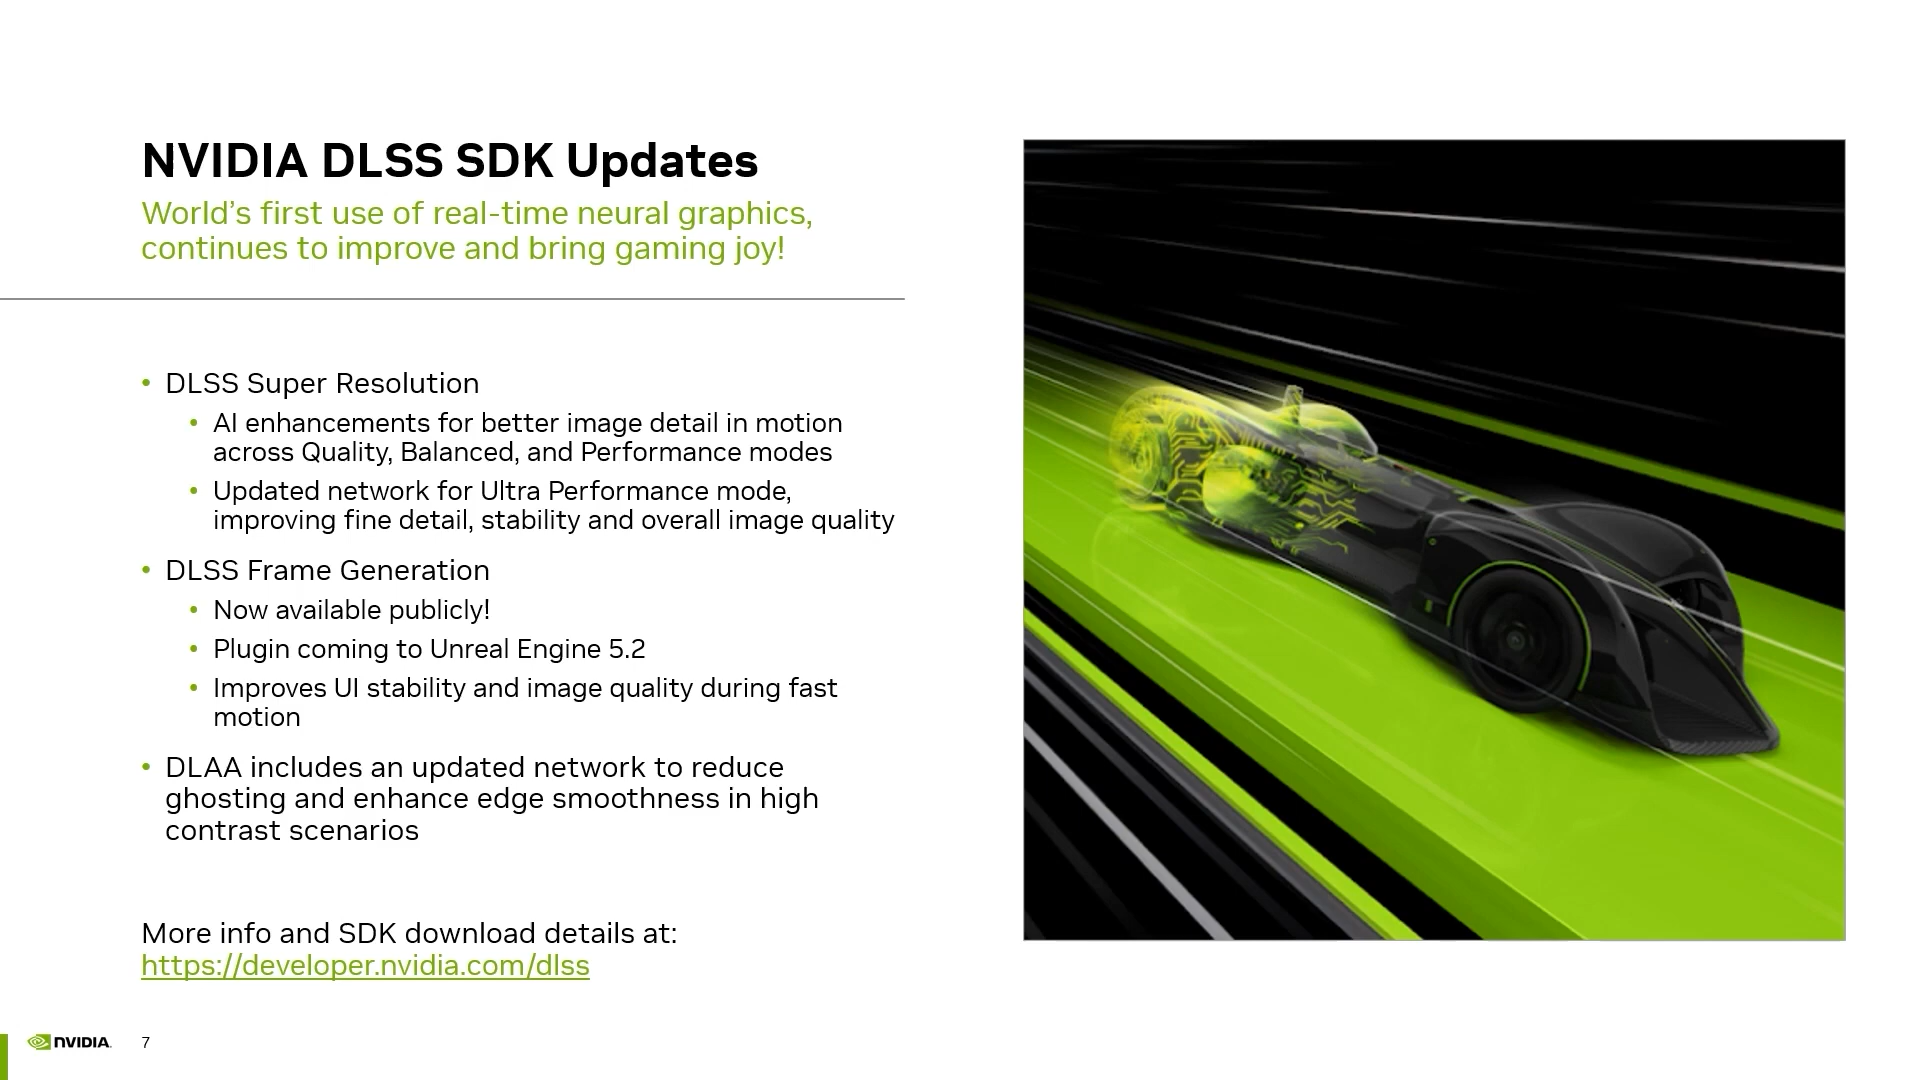 NVIDIA DLSS SDK Updates
World’s first use of real-time neural graphics,
continues to improve and bring gaming joy!
• DLSS Super Resolution
• AI enhancements for better image detail in motion
across Quality, Balanced, and Performance modes
• Updated network for Ultra Performance mode,
improving fine detail, stability and overall image quality
• DLSS Frame Generation
• Now available publicly!
• Plugin coming to Unreal Engine 5.2
• Improves UI stability and image quality during fast
motion
• DLAA includes an updated network to reduce
ghosting and enhance edge smoothness in high
contrast scenarios
More info and SDK download details at:
https://developer.nvidia.com/dlss
NVIDIA. 7